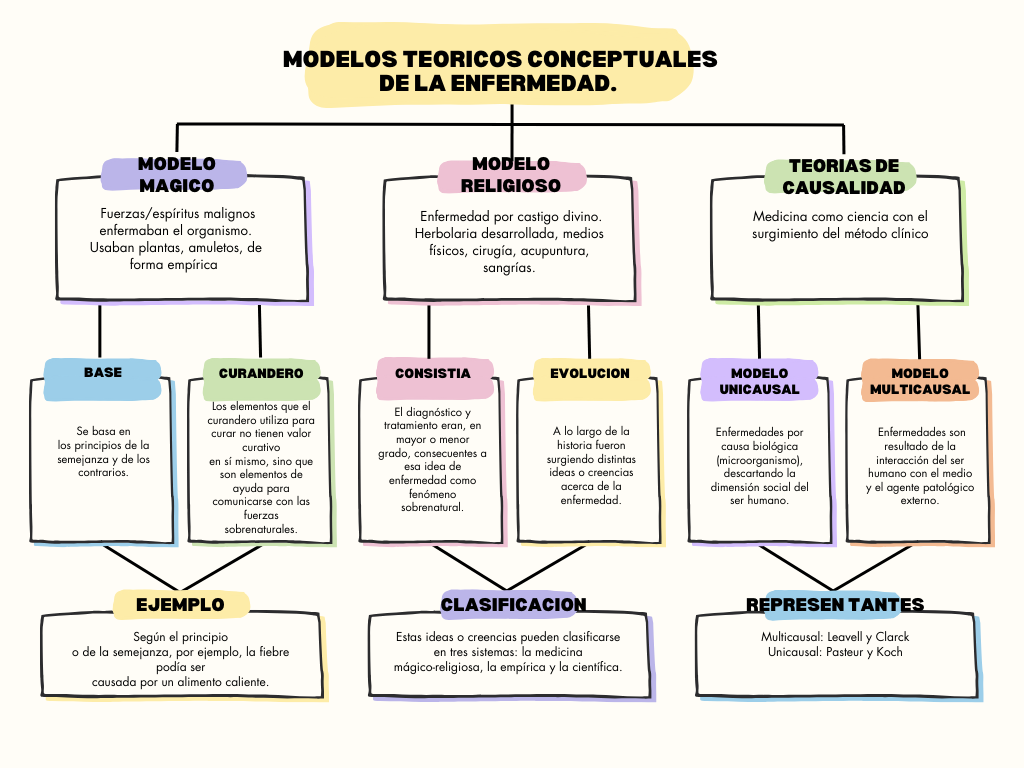 MODELOS TEORICOS CONCEPTUALES
DE LA ENFERMEDAD.
MODELO
MAGICO
Fuerzas/espíritus malignos
enfermaban el organismo.
Usaban plantas, amuletos, de
forma empírica
MODELO
RELIGIOSO
Enfermedad por castigo divino.
Herbolaria desarrollada, medios
físicos, cirugía, acupuntura,
sangrías.
TEORIAS DE
CAUSALIDAD
Medicina como ciencia con el
surgimiento del método clínico
BASE
Se basa en
los principios de la
semejanza y de los
contrarios.
CURANDERO
Los elementos que el
curandero utiliza para
curar no tienen valor
curativo
en sí mismo, sino que
son elementos de
ayuda para
comunicarse con las
fuerzas
sobrenaturales.
CONSISTIA
El diagnóstico y
tratamiento eran, en
mayor o menor
grado, consecuentes a
esa idea de
enfermedad como
fenómeno
sobrenatural.
EVOLUCION
A lo largo de la
historia fueron
surgiendo distintas
ideas o creencias
acerca de la
enfermedad.
MODELO
UNICAUSAL
Enfermedades por
causa biológica
(microorganismo),
descartando la
dimensión social del
ser humano.
MODELO
MULTICAUSAL
Enfermedades son
resultado de la
interacción del ser
humano con el medio
y el agente patológico
externo.
EJEMPLO
Según el principio
o de la semejanza, por ejemplo, la fiebre
podía ser
causada por un alimento caliente.
CLASIFICACION
Estas ideas o creencias pueden clasificarse
en tres sistemas: la medicina
mágico-religiosa, la empírica y la científica.
REPRESEN TANTES
Multicausal: Leavell y Clarck
Unicausal: Pasteur y Koch